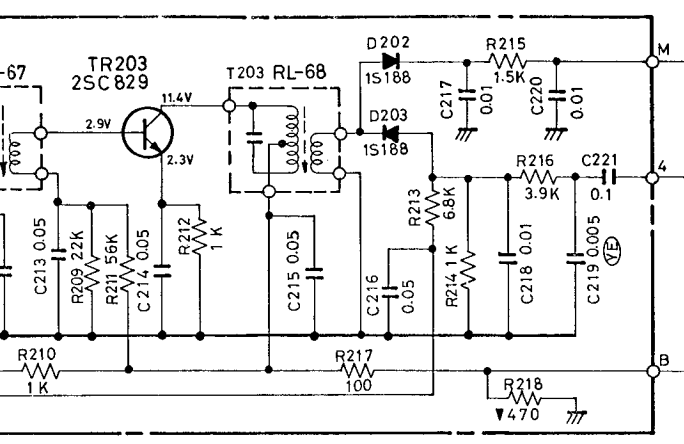 -67
TR203
2SC829
11.4V
2.9V
2.3V
T203 RL-68
D202
1S188
D203
1S188
R215
1.5K
C217
0.01
C220
0.01
M
R216
3.9K
C221
0.1
4
R213
6.8K
R212
1K
C213 0.05
R209 22K
R211 56K
C214 0.05
C215 0.05
C216
0.05
R214 1K
C218 0.01
C219 0.005
YE
R210
1K
R217
100
B
R218
▼470